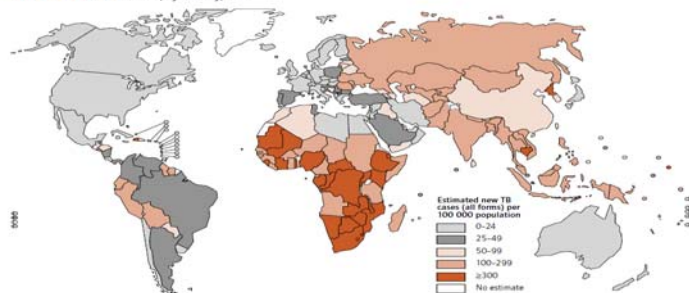 Estimated new TB
cases (all forms) per
100 000 population
0–24
25–49
50–99
100–299
≥300
No estimate